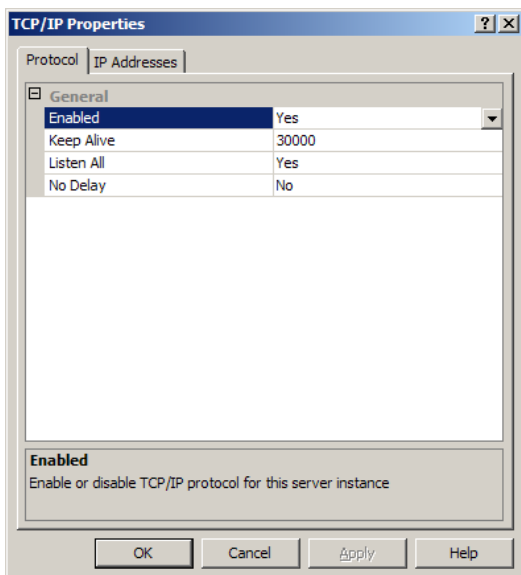 TCP/IP Properties
Protocol IP Addresses
General
Enabled Yes
Keep Alive 30000
Listen All Yes
No Delay No
Enabled
Enable or disable TCP/IP protocol for this server instance
OK Cancel Apply Help